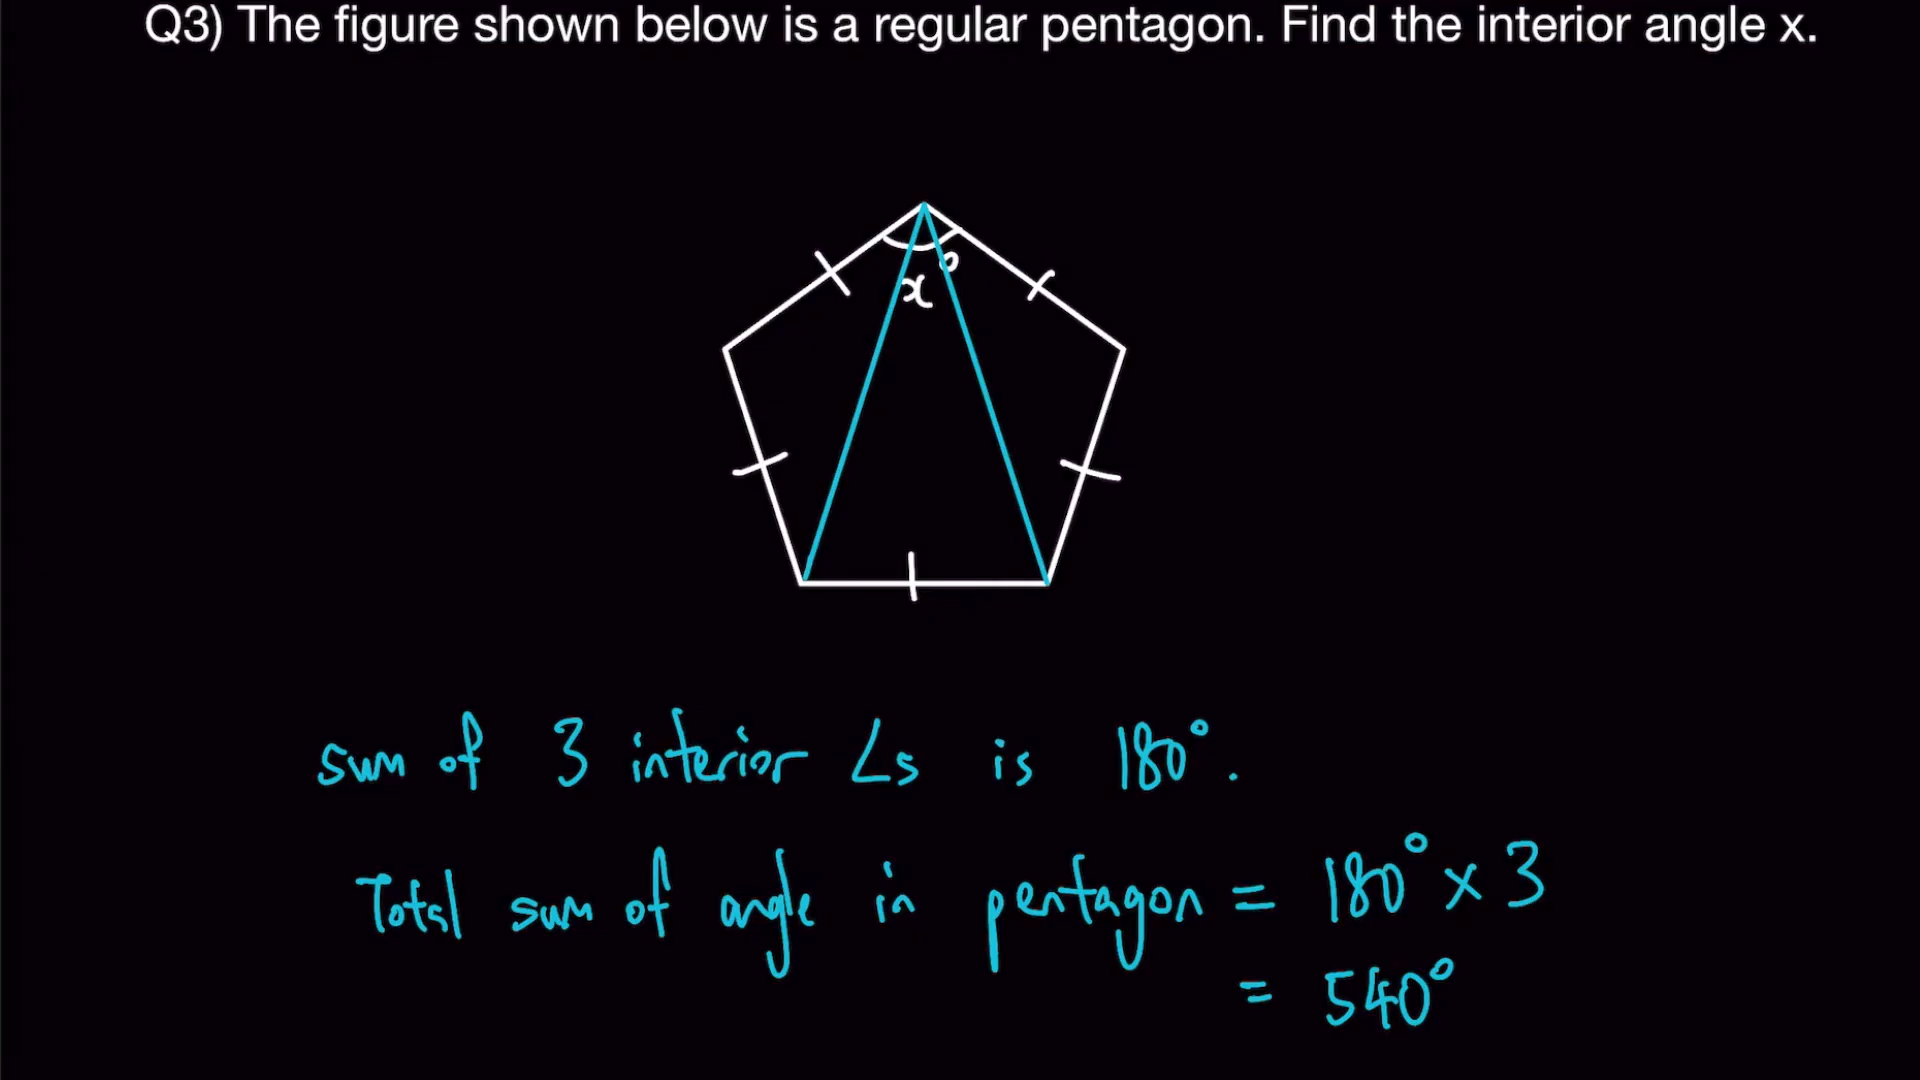 Q3) The figure shown below is a regular pentagon. Find the interior angle x.
x°
sum of 3 interior ∠s is 180°.
Total sum of angle in pentagon = 180° × 3
= 540°